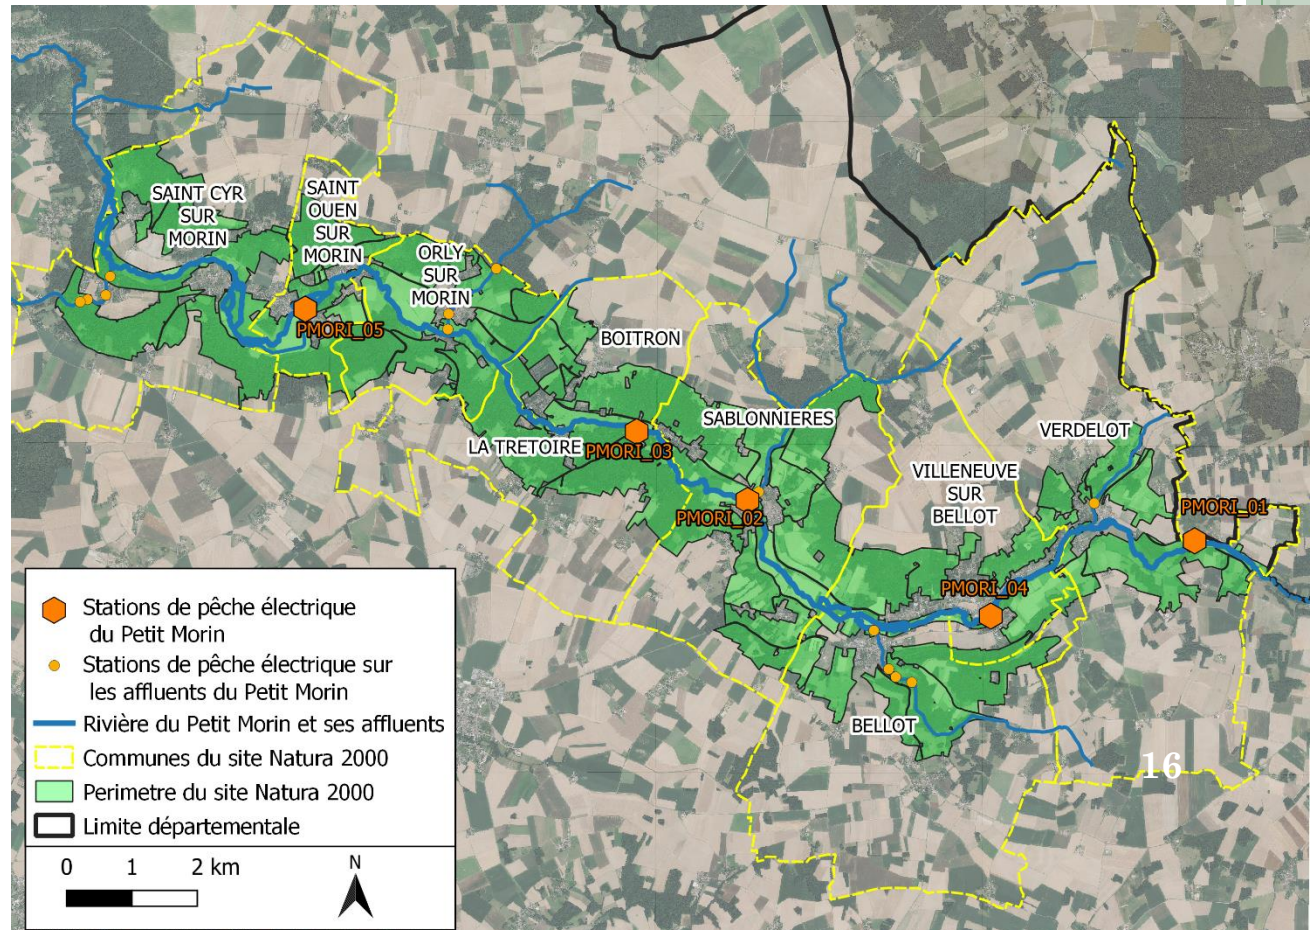 SAINT CYR
SUR
MORIN
SAINT
OUEN
SUR
MORIN
ORLY
SUR
MORIN
PMORI_05
BOITRON
LA TRETOIRE
PMORI_03
SABLONNIERES
PMORI_02
VERDELOT
VILLENEUVE
SUR
BELLOT
PMORI_01
PMORI_04
BELLOT
16
Stations de pêche électrique
du Petit Morin
Stations de pêche électrique sur
les affluents du Petit Morin
Rivière du Petit Morin et ses affluents
Communes du site Natura 2000
Perimetre du site Natura 2000
Limite départementale
0 1 2 km
N